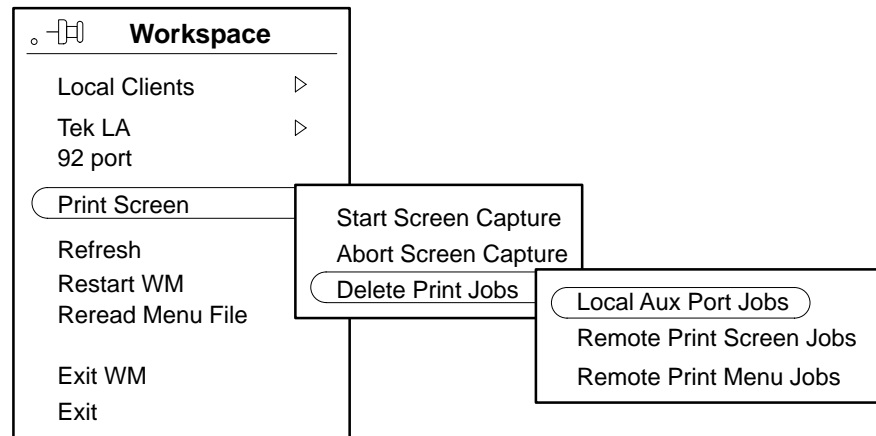 Workspace
Local Clients
Tek LA
92 port
Print Screen
Refresh
Restart WM
Reread Menu File
Exit WM
Exit
Start Screen Capture
Abort Screen Capture
Delete Print Jobs
Local Aux Port Jobs
Remote Print Screen Jobs
Remote Print Menu Jobs